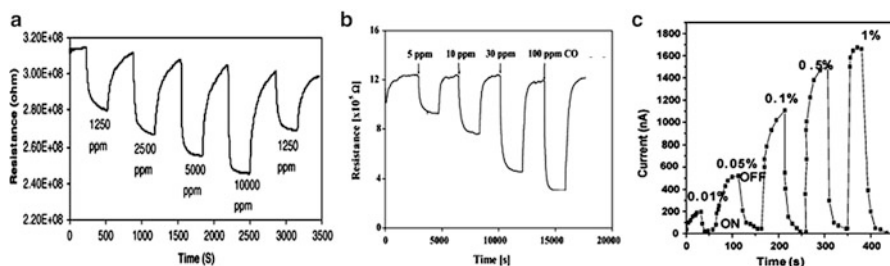 a
3.20E+08
3.00E+08
2.80E+08
2.60E+08
2.40E+08
2.20E+08
Resistance (ohm)
1250 ppm
2500 ppm
5000 ppm
10000 ppm
1250 ppm
0 500 1000 1500 2000 2500 3000 3500
Time (S)
b
16
12
8
4
0
5 ppm 10 ppm 30 ppm 100 ppm CO
0 5000 10000 15000 20000
Time [s]
c
1800
1600
1400
1200
1000
800
600
400
200
0
Current (nA)
0.01%
0.05%
0.1%
0.5%
1%
OFF
ON
0 100 200 300 400
Time (s)